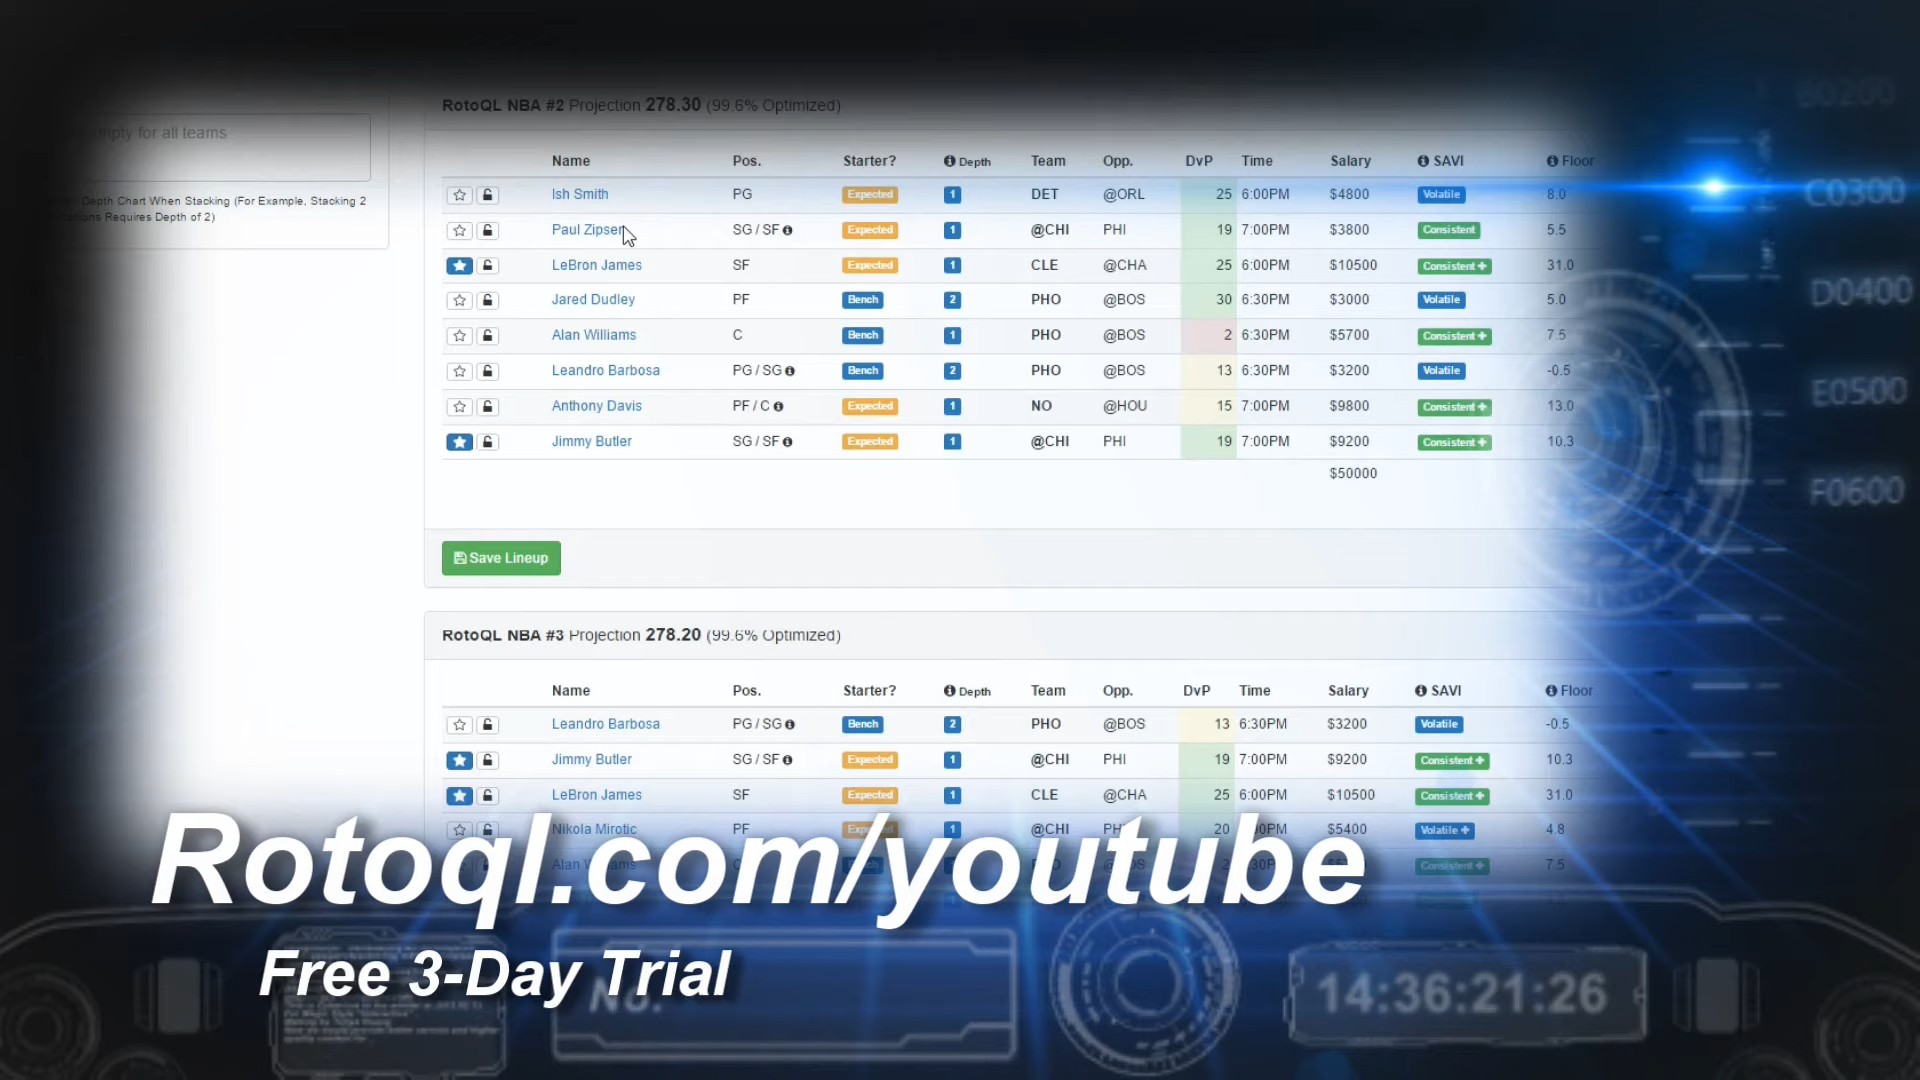 RotoQL NBA #2 Projection 278.30 (99.6% Optimized)
mpty for all teams
Depth Chart When Stacking (For Example, Stacking 2
Requires Depth of 2)
Name Pos. Starter? Depth Team Opp. DvP Time Salary SAVI Floor
Ish Smith PG Expected 1 DET @ORL 25 6:00PM $4800 Volatile 8.0
Paul Zipser SG / SF Expected 1 @CHI PHI 19 7:00PM $3800 Consistent 5.5
LeBron James SF Expected 1 CLE @CHA 25 6:00PM $10500 Consistent + 31.0
Jared Dudley PF Bench 2 PHO @BOS 30 6:30PM $3000 Volatile 5.0
Alan Williams C Bench 1 PHO @BOS 2 6:30PM $5700 Consistent + 7.5
Leandro Barbosa PG / SG Bench 2 PHO @BOS 13 6:30PM $3200 Volatile -0.5
Anthony Davis PF / C Expected 1 NO @HOU 15 7:00PM $9800 Consistent + 13.0
Jimmy Butler SG / SF Expected 1 @CHI PHI 19 7:00PM $9200 Consistent + 10.3
$50000
Save Lineup
RotoQL NBA #3 Projection 278.20 (99.6% Optimized)
Name Pos. Starter? Depth Team Opp. DvP Time Salary SAVI Floor
Leandro Barbosa PG / SG Bench 2 PHO @BOS 13 6:30PM $3200 Volatile -0.5
Jimmy Butler SG / SF Expected 1 @CHI PHI 19 7:00PM $9200 Consistent + 10.3
LeBron James SF Expected 1 CLE @CHA 25 6:00PM $10500 Consistent + 31.0
Nikola Mirotic PF 1 @CHI 20 $5400 Volatile + 4.8
Alan Consistent + 7.5
Rotoql.com/youtube
Free 3-Day Trial
No.
14:36:21:26
B0200
C0300
D0400
E0500
F0600